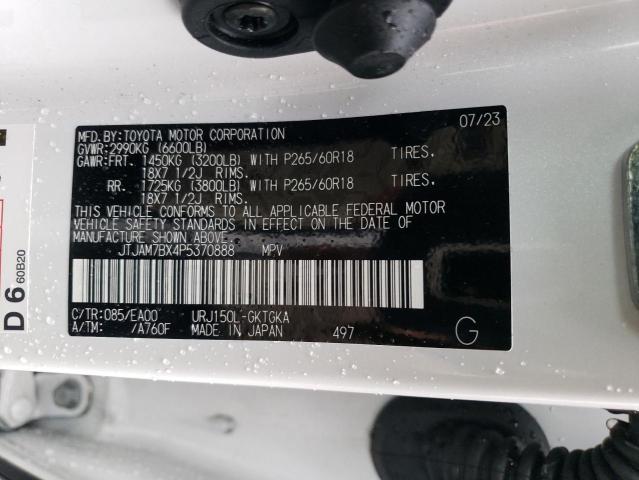 MFD.BY:TOYOTA MOTOR CORPORATION 07/23
GVWR:2990KG (6600LB)
GAWR:FRT. 1450KG (3200LB) WITH P265/60R18 TIRES.
18X7 1/2J RIMS.
RR. 1725KG (3800LB) WITH P265/60R18 TIRES.
18X7 1/2J RIMS.
THIS VEHICLE CONFORMS TO ALL APPLICABLE FEDERAL MOTOR
VEHICLE SAFETY STANDARDS IN EFFECT ON THE DATE OF
MANUFACTURE SHOWN ABOVE.
JTJAM7BX4P5370888 MPV
C/TR:085/EA00 URJ150L-GKTGKA
A/TM: /A760F MADE IN JAPAN 497 G
D 6 60B20